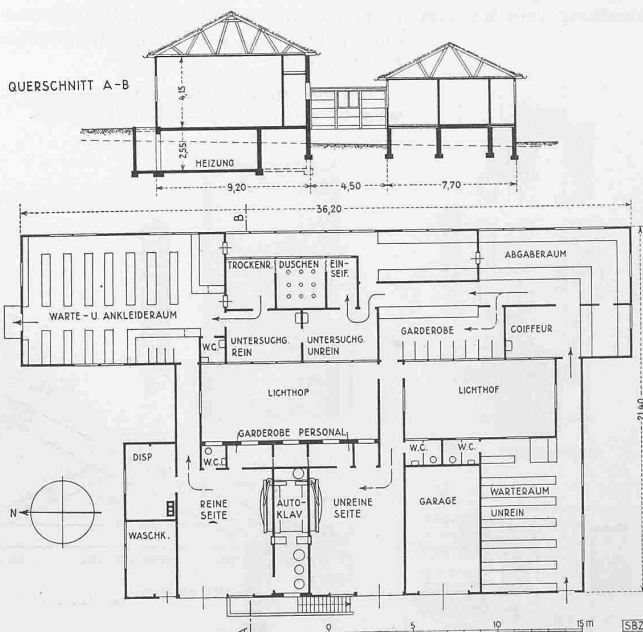 QUERSCHNITT A-B
4,15
2,55
HEIZUNG
9,20
4,50
7,70
36,20
B
TROCKENR.
DUSCHEN
EIN-
SEIF.
ABGABERAUM
WARTE - U. ANKLEIDERAUM
W.C.
UNTERSUCHG.
REIN
UNTERSUCHG.
UNREIN
GARDEROBE
COIFFEUR
LICHTHOF
LICHTHOF
21,40
GARDEROBE PERSONAL
DISP
W.C.
W.C.
W.C.
REINE
SEITE
AUTO-
KLAV
UNREINE
SEITE
GARAGE
WARTERAUM
UNREIN
N
WASCHK.
A
0 5 10 15 m
SBZ